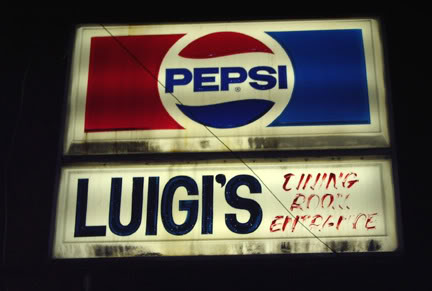 PEPSI
®
LUIGI'S
DINING
ROOM
ENTRANCE